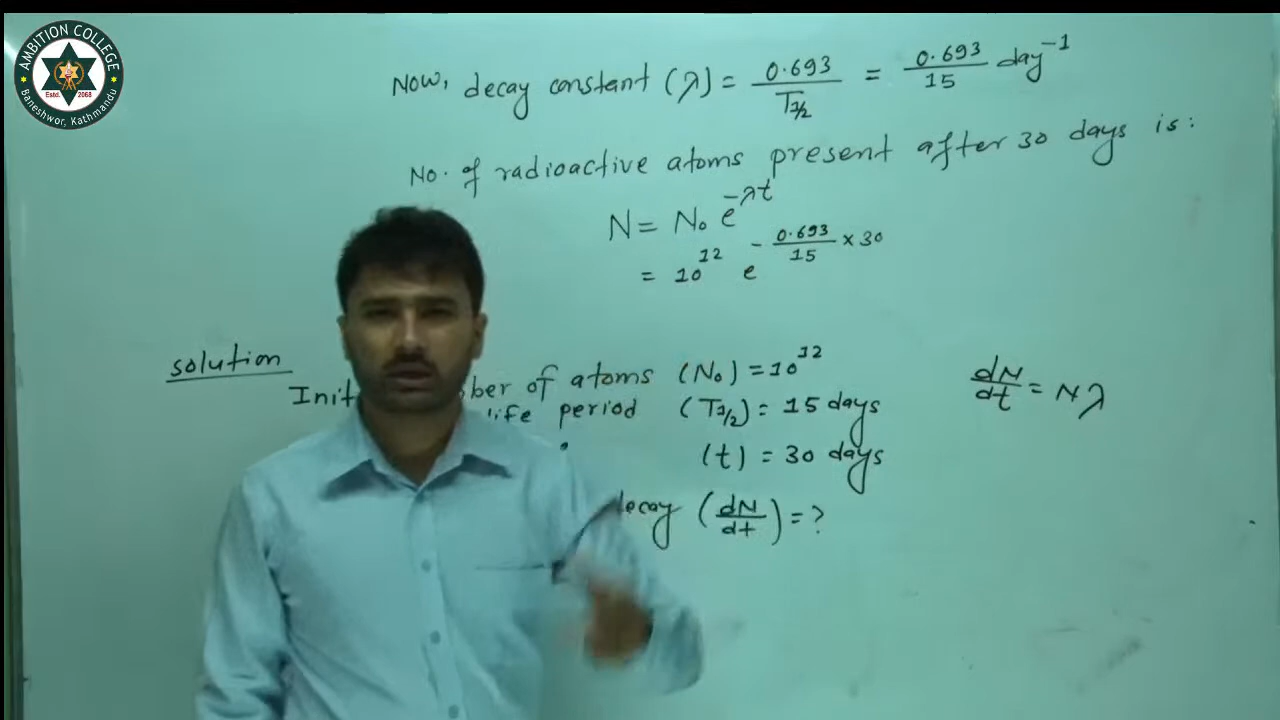 AMBITION COLLEGE
Estd. 2068
Baneshwor, Kathmandu
Now, decay constant (λ) = 0.693/T1/2 = 0.693/15 day⁻¹
No. of radioactive atoms present after 30 days is:
N = N₀ e^-λt
= 10¹² e^-0.693/15 × 30
solution
of atoms (N₀) = 10¹²
life period (T1/2) = 15 days
(t) = 30 days
decay (dN/dt) = ?
dN/dt = Nλ